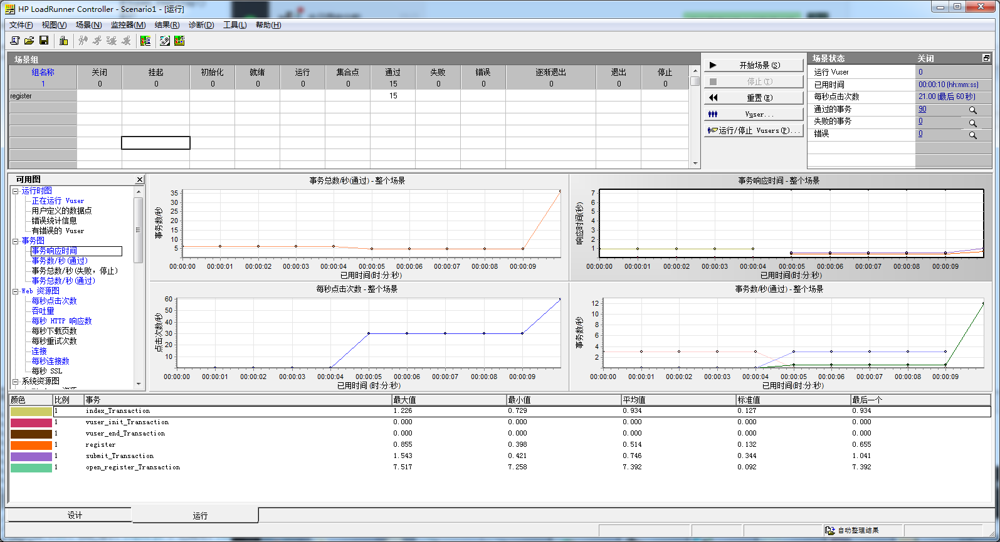 HP LoadRunner Controller - Scenario1 - [运行]
文件(F) 视图(V) 场景(N) 监控器(M) 结果(R) 诊断(D) 工具(L) 帮助(H)
场景组
组名称 关闭 挂起 初始化 就绪 运行 集合点 通过 失败 错误 逐渐退出 退出 停止
1 0 0 0 0 0 0 15 0 0 0 0 0
register 15
开始场景(S)
停止(T)
重置(E)
Vuser...
运行/停止 Vusers(P)...
场景状态 关闭
运行 Vuser 0
已用时间 00:00:10 (hh:mm:ss)
每秒点击次数 21.00 (最后 60 秒)
通过的事务 90
失败的事务 0
错误 0
可用图
运行时图
正在运行 Vuser
用户定义的数据点
错误统计信息
有错误的 Vuser
事务图
事务响应时间
事务数/秒(通过)
事务总数/秒(失败，停止)
事务总数/秒(通过)
Web 资源图
每秒点击次数
吞吐量
每秒 HTTP 响应数
每秒下载页数
每秒重试次数
连接
每秒连接数
每秒 SSL
系统资源图
事务总数/秒(通过) - 整个场景
事务数/秒
35
30
25
20
15
10
5
00:00:00 00:00:01 00:00:02 00:00:03 00:00:04 00:00:05 00:00:06 00:00:07 00:00:08 00:00:09
已用时间(时:分:秒)
事务响应时间 - 整个场景
响应时间(秒)
7
6
5
4
3
2
1
00:00:00 00:00:01 00:00:02 00:00:03 00:00:04 00:00:05 00:00:06 00:00:07 00:00:08 00:00:09
已用时间(时:分:秒)
每秒点击次数 - 整个场景
点击次数/秒
60
50
40
30
20
10
00:00:00 00:00:01 00:00:02 00:00:03 00:00:04 00:00:05 00:00:06 00:00:07 00:00:08 00:00:09
已用时间 (时:分:秒)
事务数/秒(通过) - 整个场景
事务数/秒
12
10
8
6
4
2
00:00:00 00:00:01 00:00:02 00:00:03 00:00:04 00:00:05 00:00:06 00:00:07 00:00:08 00:00:09
已用时间(时:分:秒)
颜色 比例 事务 最大值 最小值 平均值 标准值 最后一个
1 index_Transaction 1.226 0.729 0.934 0.127 0.934
1 vuser_init_Transaction 0.000 0.000 0.000 0.000 0.000
1 vuser_end_Transaction 0.000 0.000 0.000 0.000 0.000
1 register 0.855 0.398 0.514 0.132 0.655
1 submit_Transaction 1.543 0.421 0.746 0.344 1.041
1 open_register_Transaction 7.517 7.258 7.392 0.092 7.392
设计 运行
自动整理结果